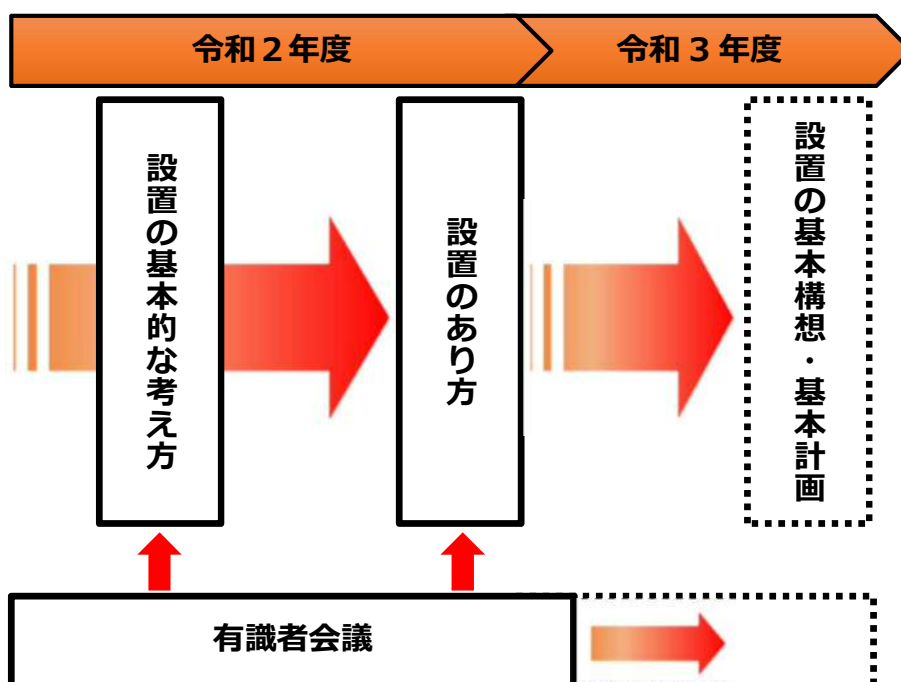 令和２年度
令和３年度
設置の基本的な考え方
設置のあり方
設置の基本構想・基本計画
有識者会議